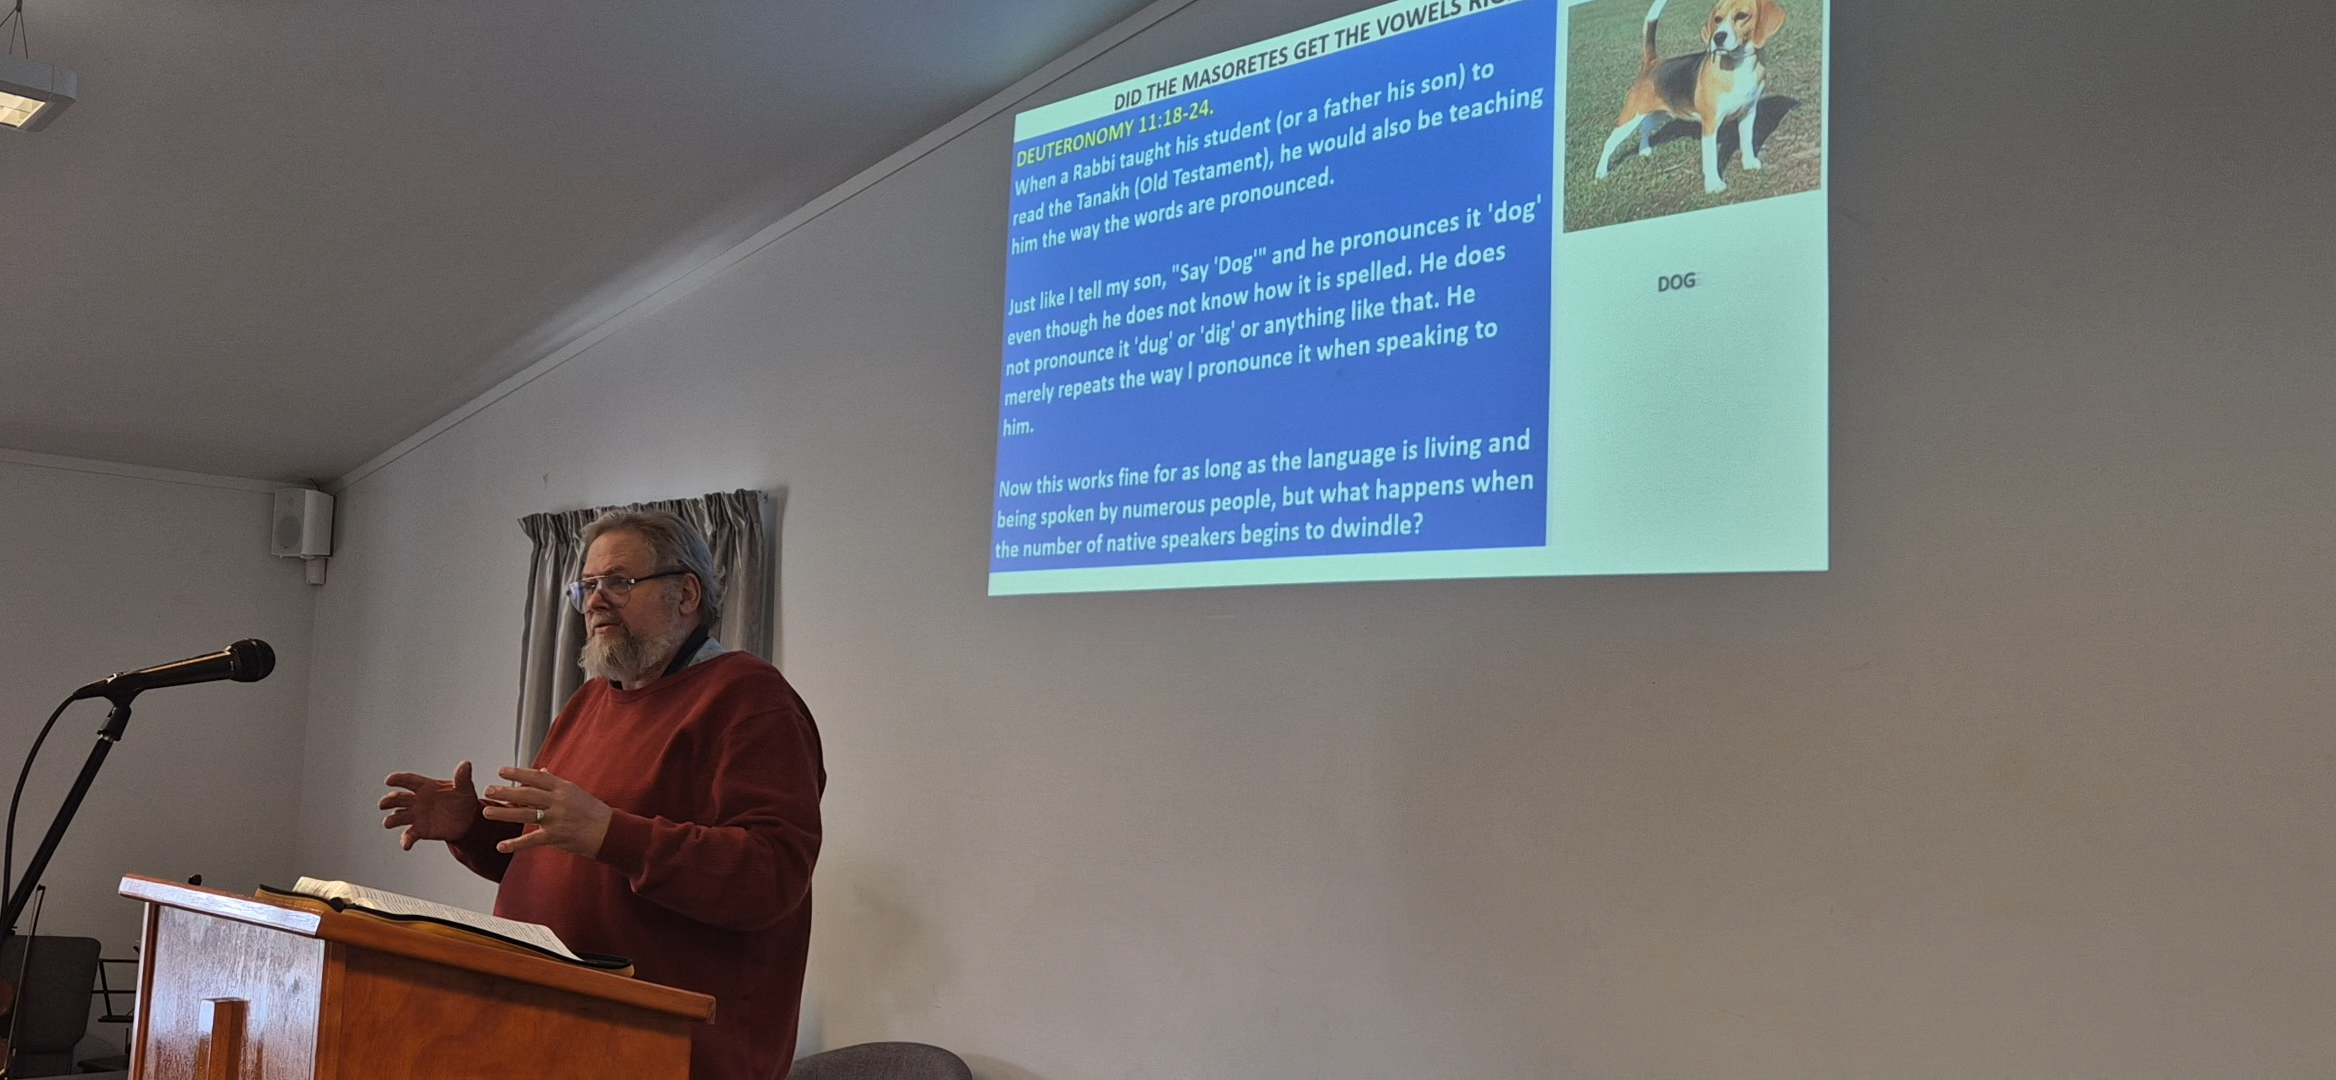 DID THE MASORETES GET THE VOWELS
DEUTERONOMY 11:18-24.
When a Rabbi taught his student (or a father his son) to
read the Tanakh (Old Testament), he would also be teaching
him the way the words are pronounced.
Just like I tell my son, "Say 'Dog'" and he pronounces it 'dog'
even though he does not know how it is spelled. He does
not pronounce it 'dug' or 'dig' or anything like that. He
merely repeats the way I pronounce it when speaking to
him.
Now this works fine for as long as the language is living and
being spoken by numerous people, but what happens when
the number of native speakers begins to dwindle?
DOG